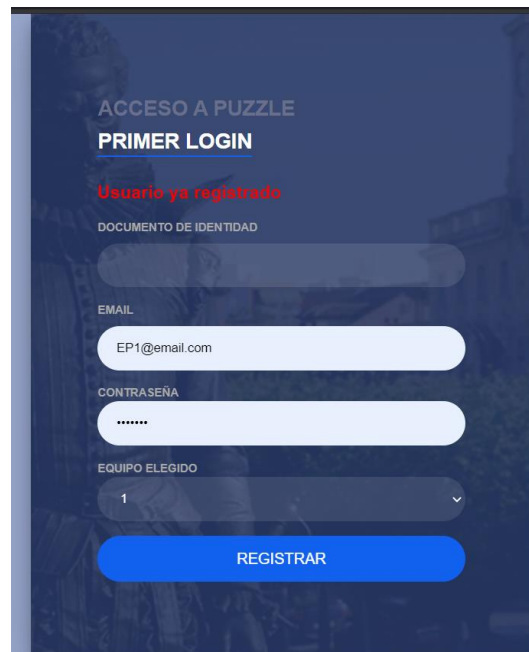 ACCESO A PUZZLE
PRIMER LOGIN
Usuario ya registrado
DOCUMENTO DE IDENTIDAD
EMAIL
EP1@email.com
CONTRASEÑA
•••••••
EQUIPO ELEGIDO
1
REGISTRAR